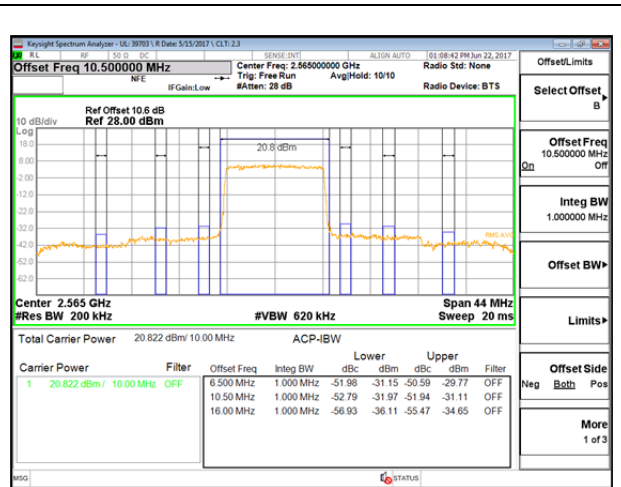 Keysight Spectrum Analyzer - UL: 39703 \ R Date: 5/15/2017 \ CLT: 2.3
RL RF 50 Ω DC SENSE:INT ALIGN AUTO 01:08:42 PM Jun 22, 2017
Offset Freq 10.500000 MHz Center Freq: 2.565000000 GHz Radio Std: None
NFE Trig: Free Run Avg|Hold: 10/10
IFGain:Low #Atten: 28 dB Radio Device: BTS
Ref Offset 10.6 dB
10 dB/div Ref 28.00 dBm
Log
18.0
20.8 dBm
8.00
-2.00
-12.0
-22.0
-32.0
RMS AVG
-42.0
-52.0
-62.0
Center 2.565 GHz Span 44 MHz
#Res BW 200 kHz #VBW 620 kHz Sweep 20 ms
Total Carrier Power 20.822 dBm/ 10.00 MHz ACP-IBW
Lower Upper
Carrier Power Filter Offset Freq Integ BW dBc dBm dBc dBm Filter
1 20.822 dBm / 10.00 MHz OFF 6.500 MHz 1.000 MHz -51.98 -31.15 -50.59 -29.77 OFF
10.50 MHz 1.000 MHz -52.79 -31.97 -51.94 -31.11 OFF
16.00 MHz 1.000 MHz -56.93 -36.11 -55.47 -34.65 OFF
MSG STATUS
Offset/Limits
Select Offset
B
Offset Freq
10.500000 MHz
On Off
Integ BW
1.000000 MHz
Offset BW
Limits
Offset Side
Neg Both Pos
More
1 of 3